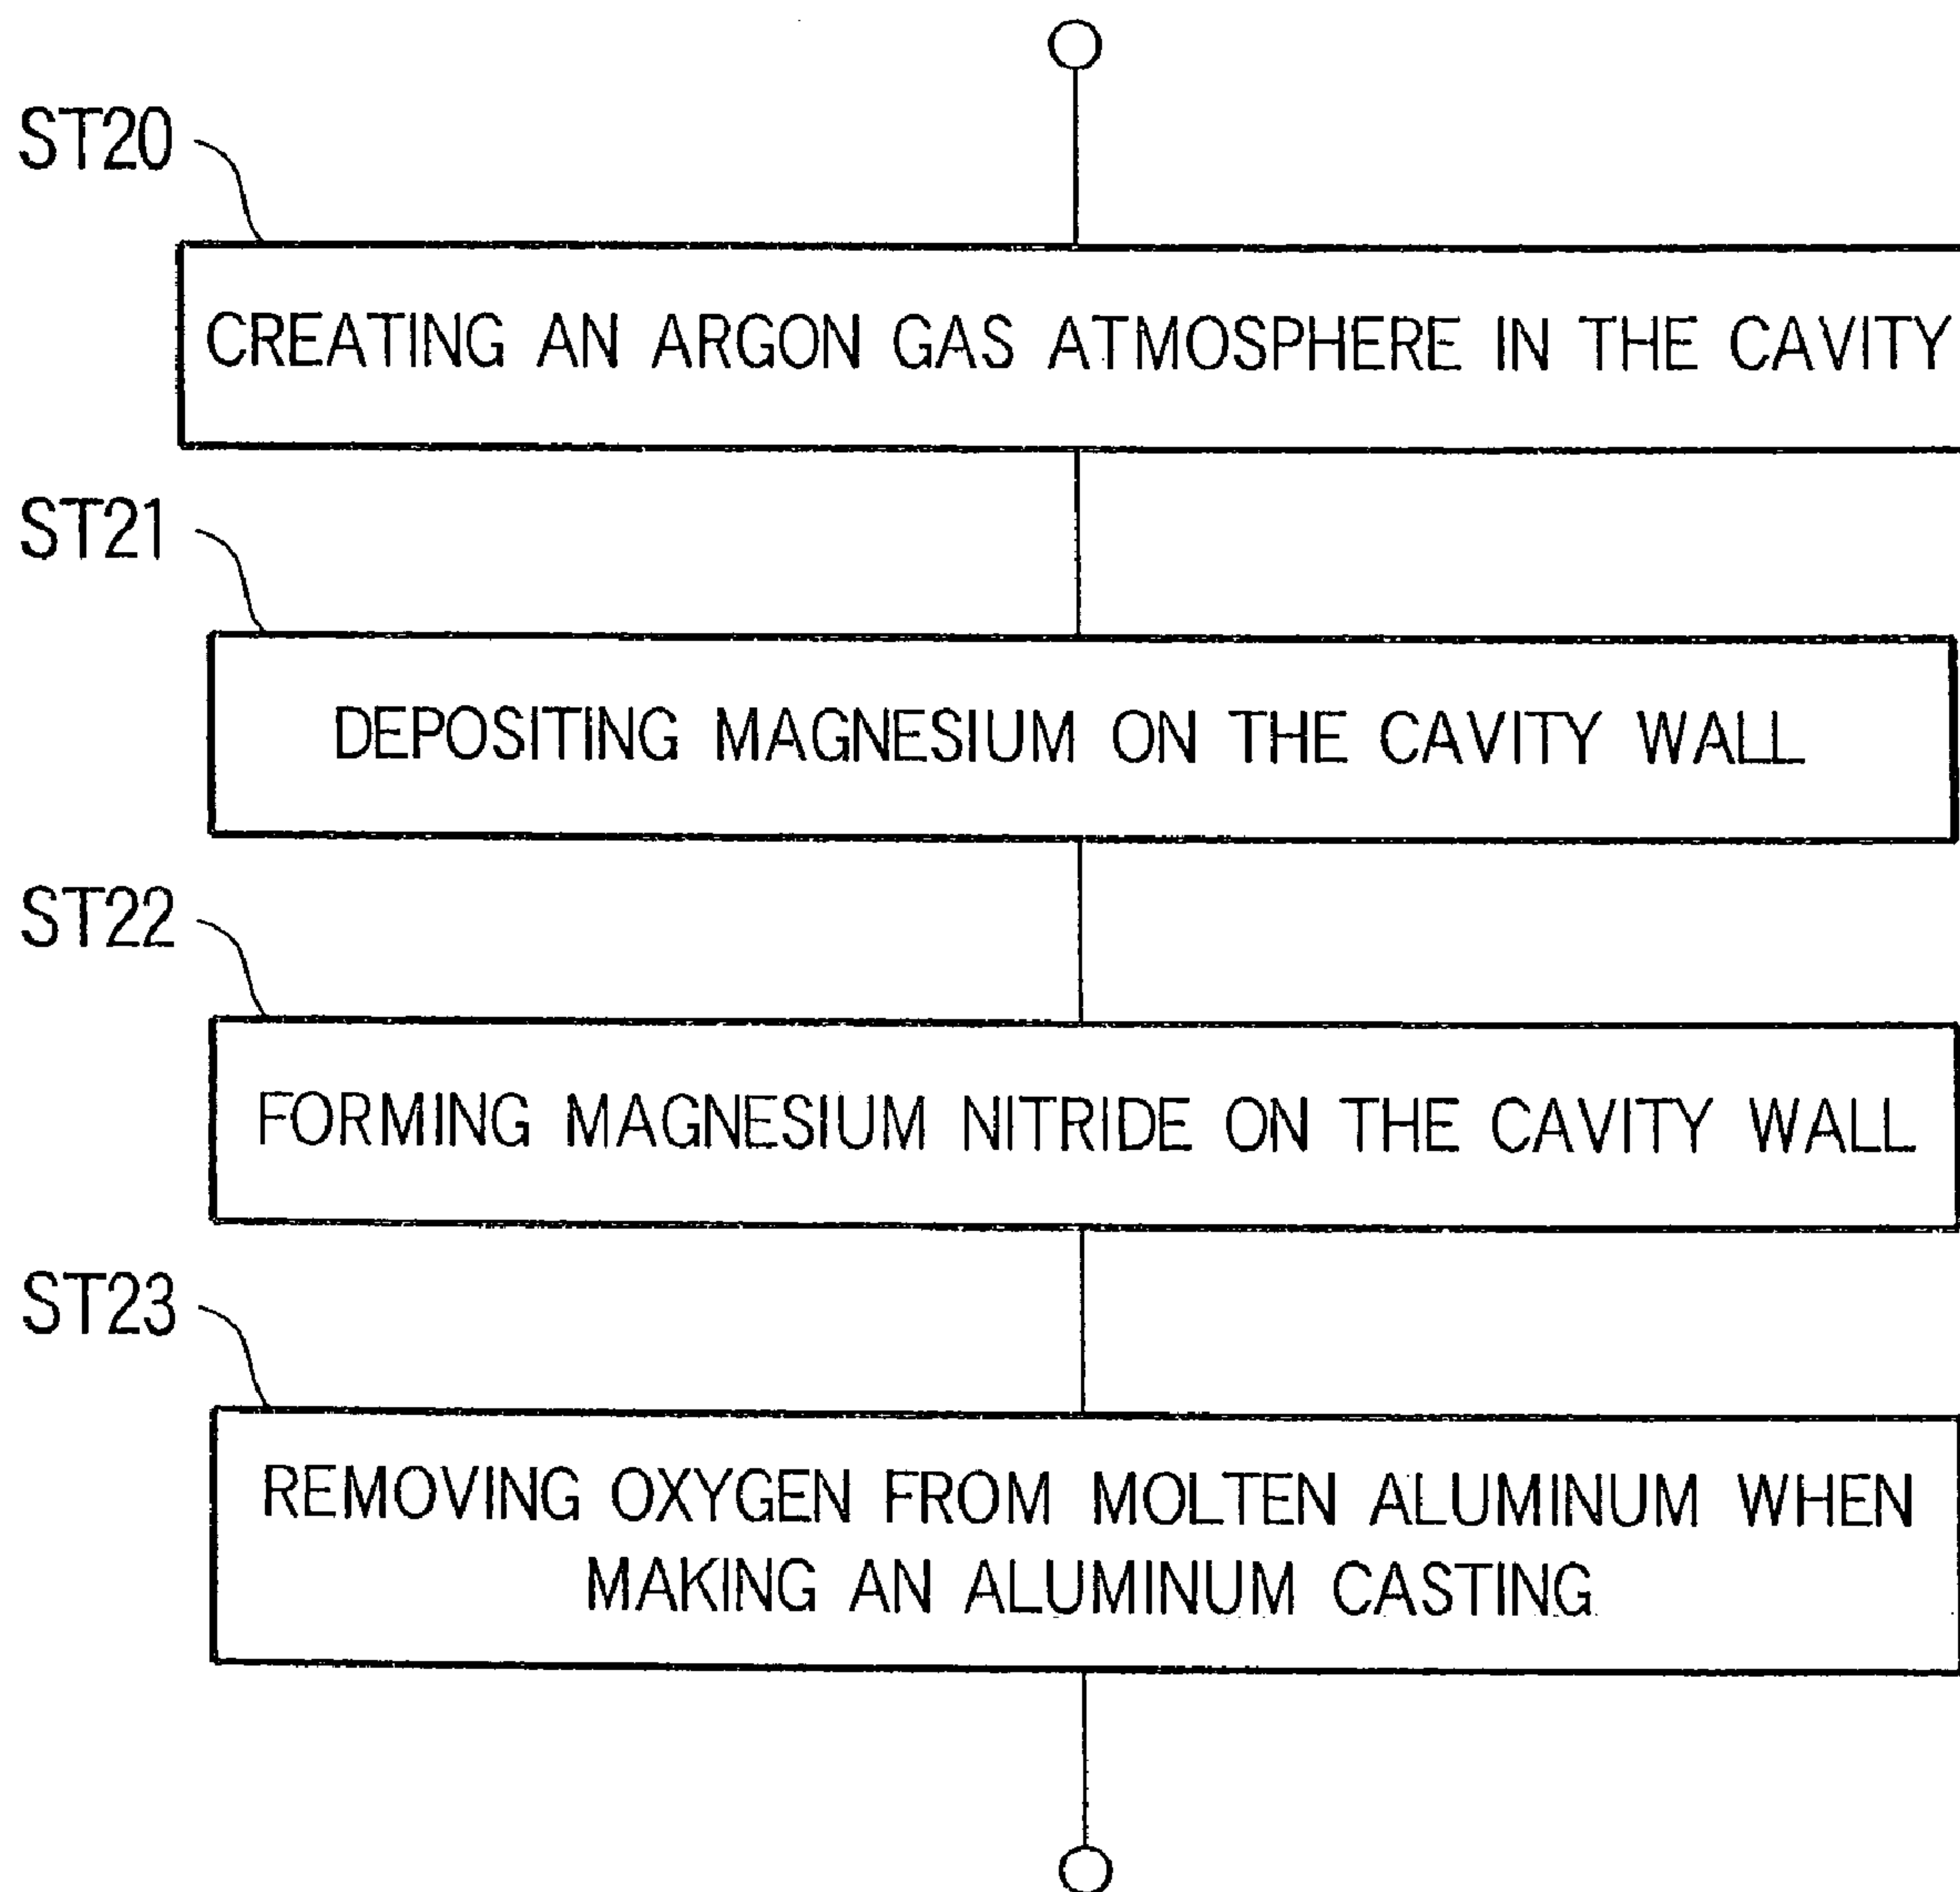 ST20
CREATING AN ARGON GAS ATMOSPHERE IN THE CAVITY
ST21
DEPOSITING MAGNESIUM ON THE CAVITY WALL
ST22
FORMING MAGNESIUM NITRIDE ON THE CAVITY WALL
ST23
REMOVING OXYGEN FROM MOLTEN ALUMINUM WHEN
MAKING AN ALUMINUM CASTING